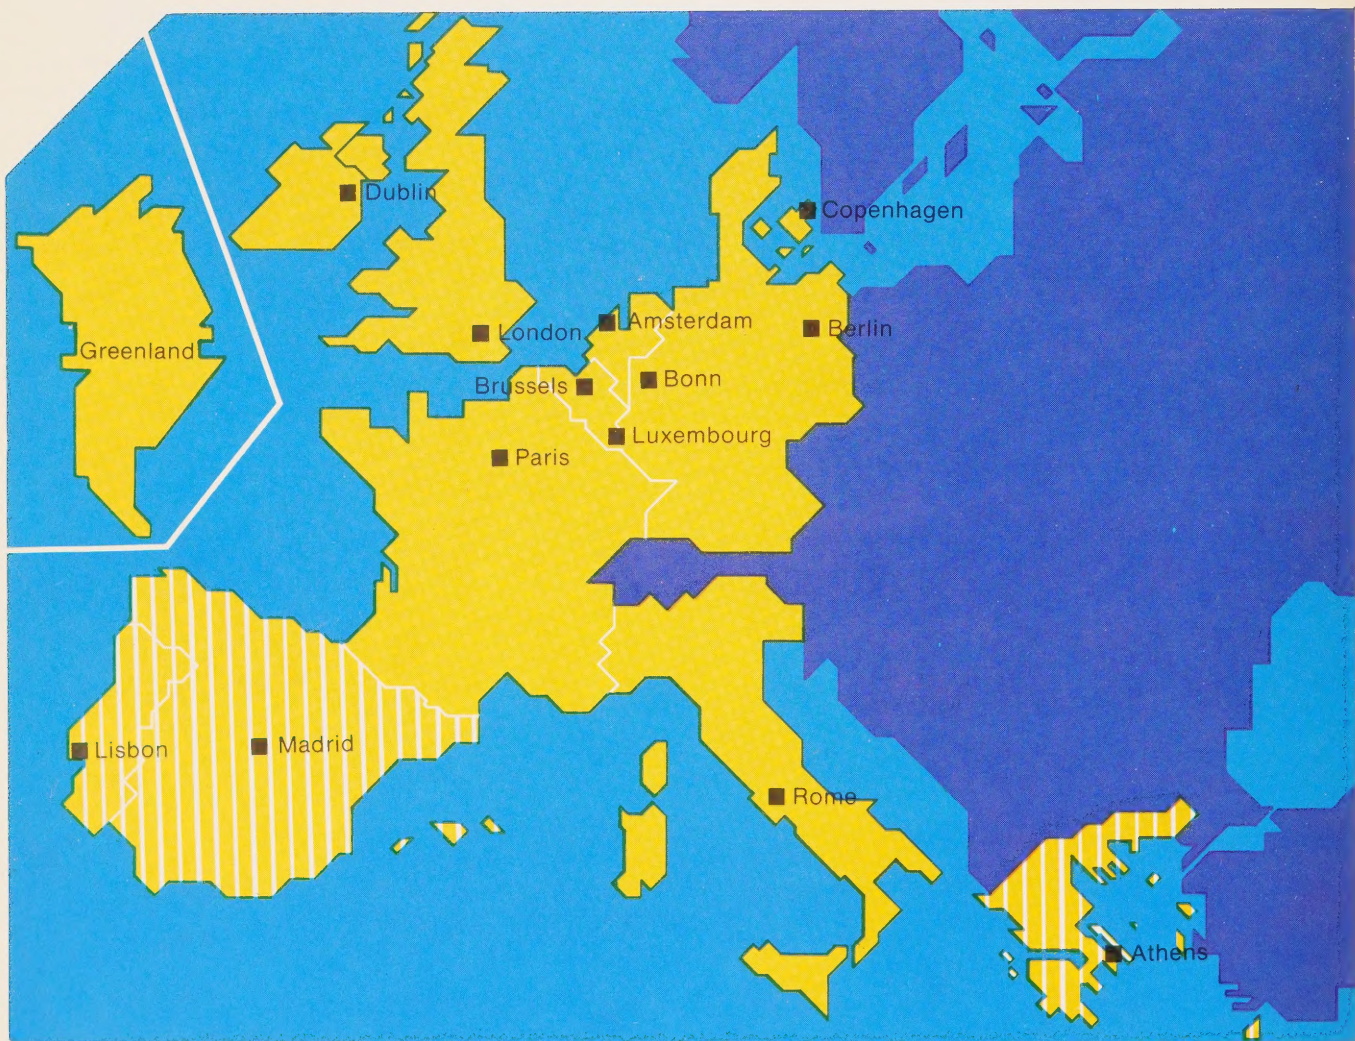 Dublin
Copenhagen
London
Amsterdam
Berlin
Greenland
Brussels
Bonn
Luxembourg
Paris
Lisbon
Madrid
Rome
Athens